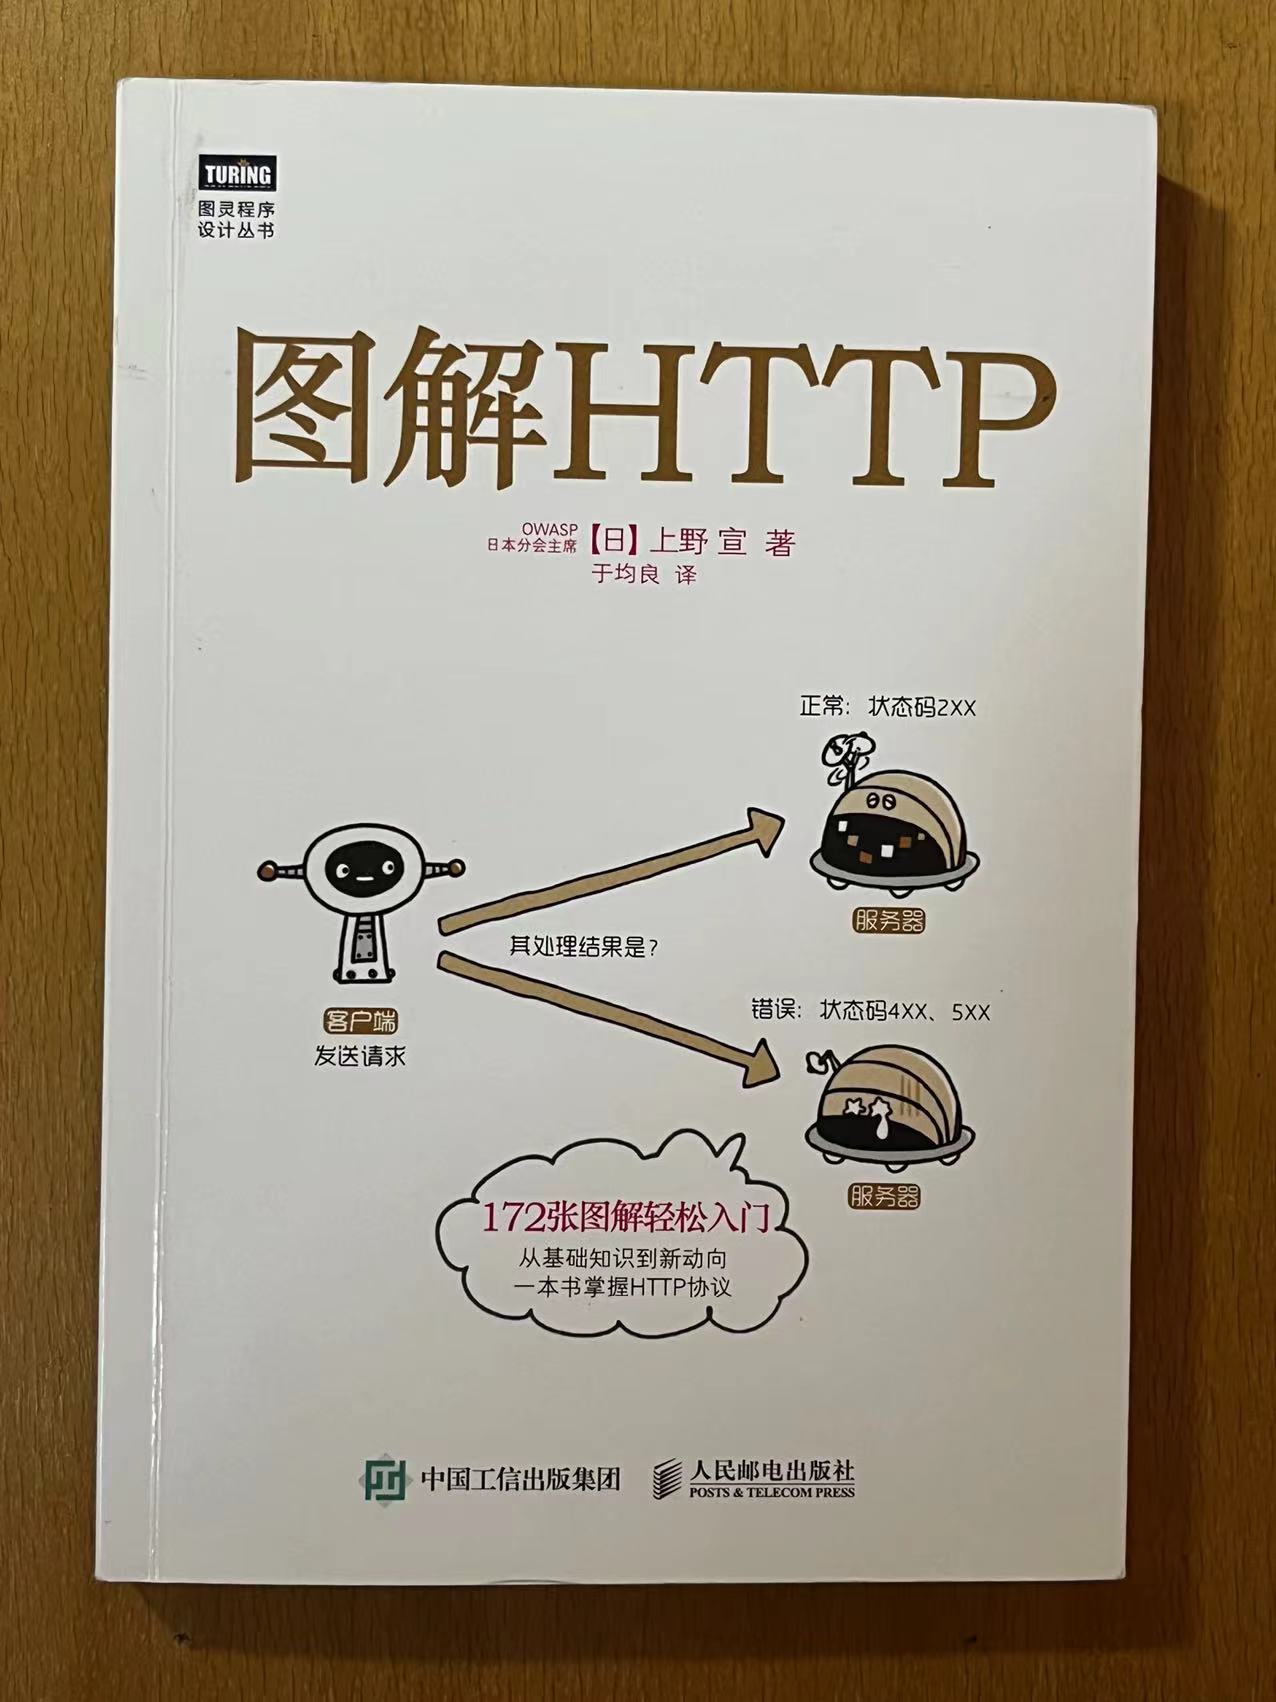 TURING
图灵程序
设计丛书
图解HTTP
OWASP
日本分会主席
【日】上野 宣 著
于均良 译
正常：状态码2XX
服务器
其处理结果是？
客户端
发送请求
错误：状态码4XX、5XX
服务器
172张图解轻松入门
从基础知识到新动向
一本书掌握HTTP协议
中国工信出版集团
人民邮电出版社
POSTS & TELECOM PRESS